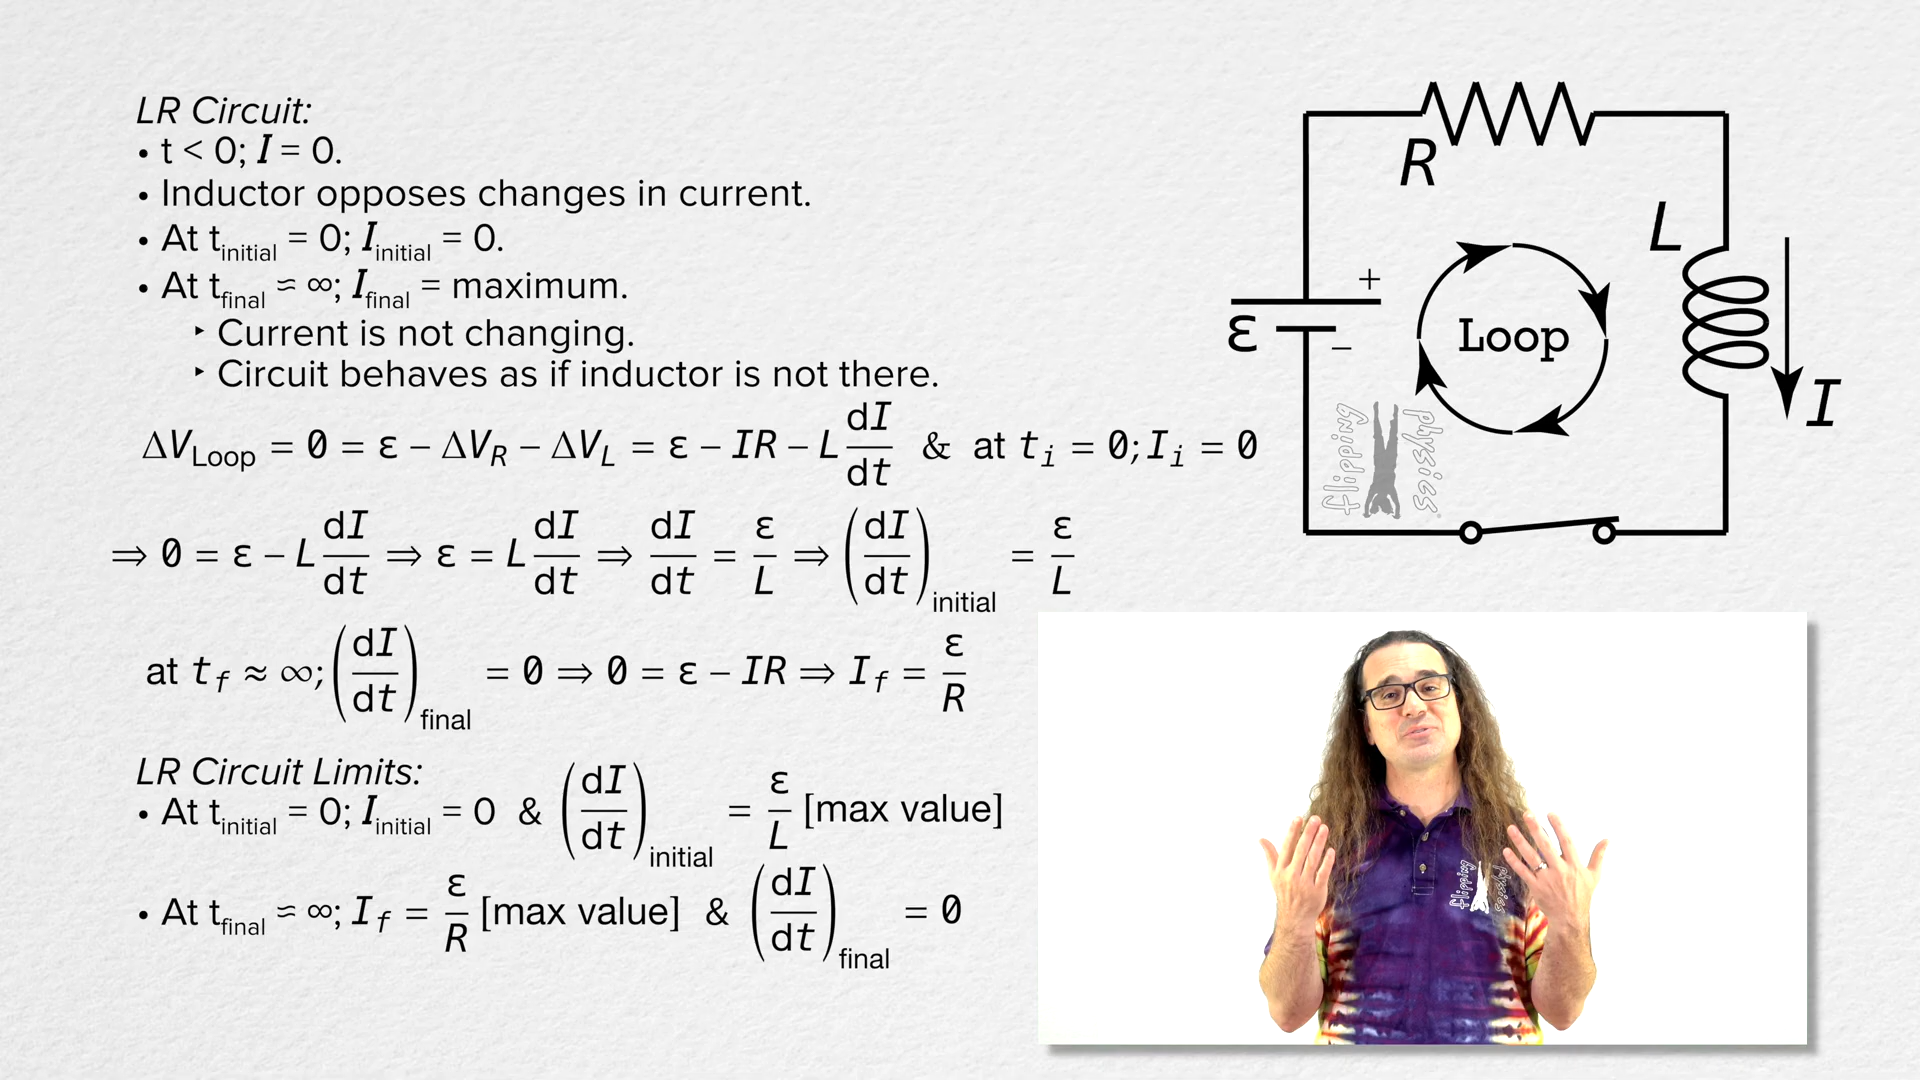 LR Circuit:
• t < 0; I = 0.
• Inductor opposes changes in current.
• At t_initial = 0; I_initial = 0.
• At t_final ≈ ∞; I_final = maximum.
‣ Current is not changing.
‣ Circuit behaves as if inductor is not there.
ΔV_Loop = 0 = ε − ΔV_R − ΔV_L = ε − IR − L dI/dt & at t_i = 0; I_i = 0
⇒ 0 = ε − L dI/dt ⇒ ε = L dI/dt ⇒ dI/dt = ε/L ⇒ (dI/dt)_initial = ε/L
at t_f ≈ ∞; (dI/dt)_final = 0 ⇒ 0 = ε − IR ⇒ I_f = ε/R
LR Circuit Limits:
• At t_initial = 0; I_initial = 0 & (dI/dt)_initial = ε/L [max value]
• At t_final ≈ ∞; I_f = ε/R [max value] & (dI/dt)_final = 0
R
L
+
ε
−
Loop
I
flipping physics
flipping physics